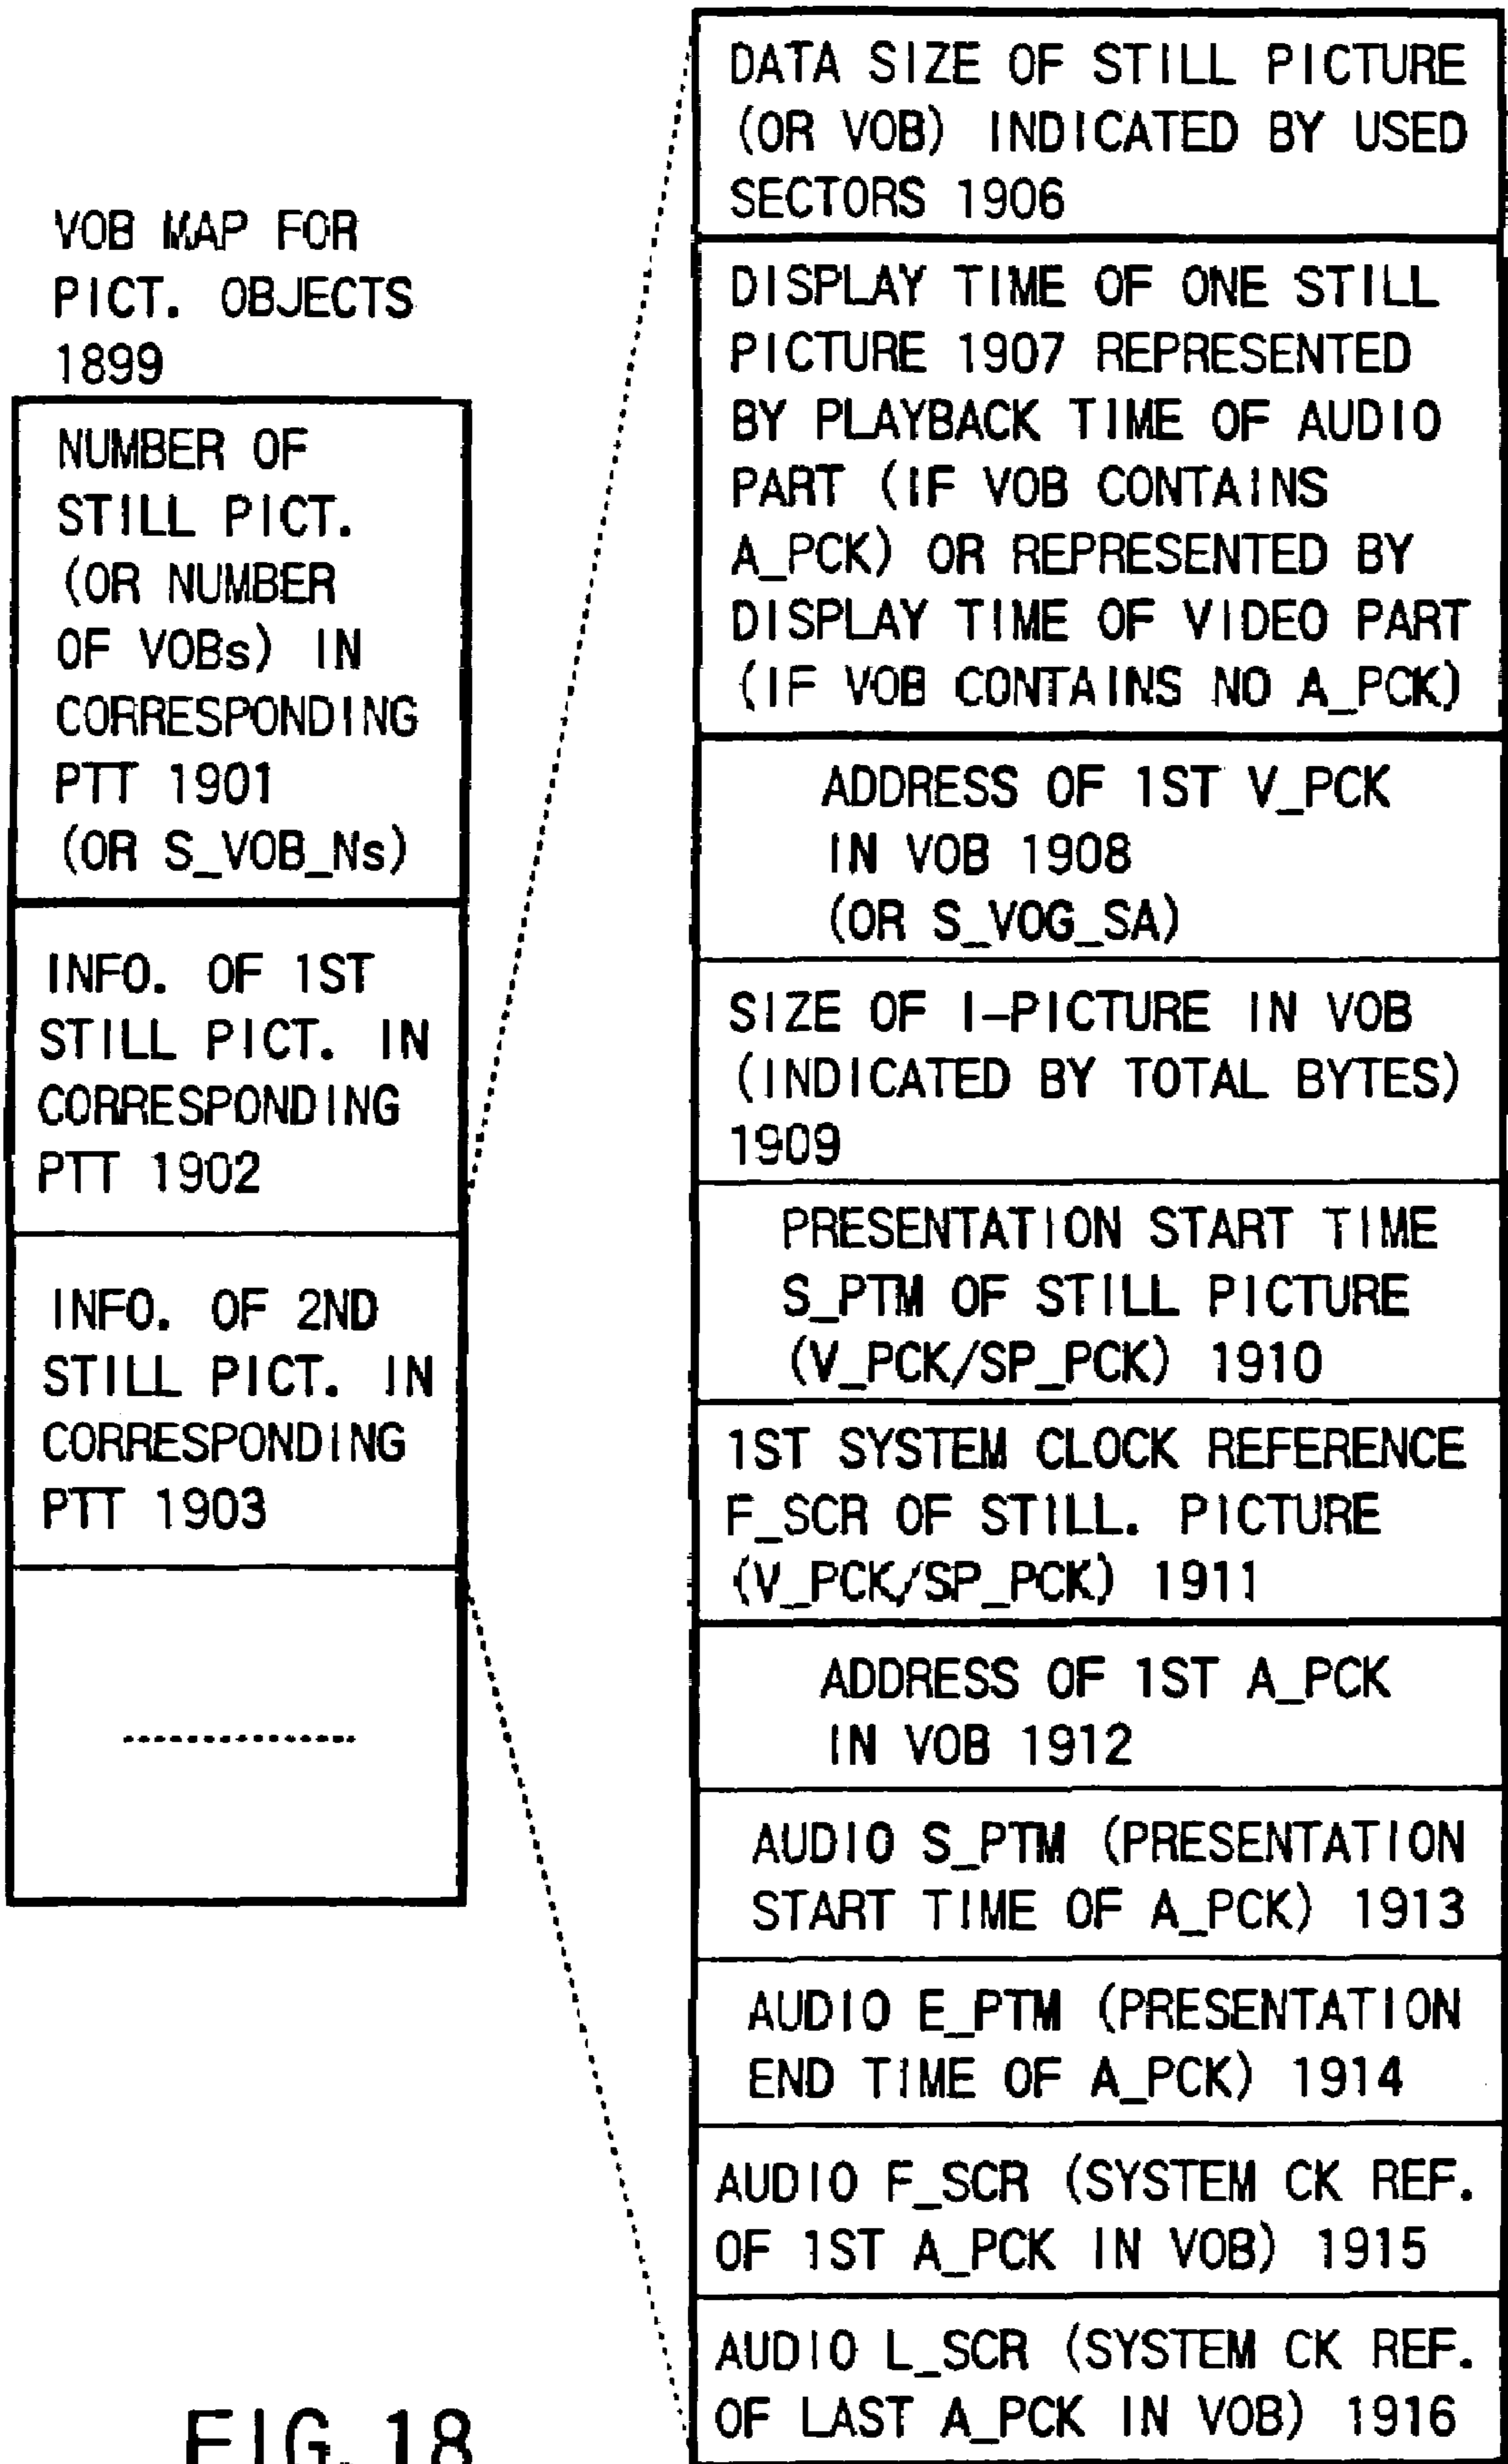 VOB MAP FOR
PICT. OBJECTS
1899
NUMBER OF
STILL PICT.
(OR NUMBER
OF VOBs) IN
CORRESPONDING
PTT 1901
(OR S_VOB_Ns)
INFO. OF 1ST
STILL PICT. IN
CORRESPONDING
PTT 1902
INFO. OF 2ND
STILL PICT. IN
CORRESPONDING
PTT 1903
DATA SIZE OF STILL PICTURE
(OR VOB) INDICATED BY USED
SECTORS 1906
DISPLAY TIME OF ONE STILL
PICTURE 1907 REPRESENTED
BY PLAYBACK TIME OF AUDIO
PART (IF VOB CONTAINS
A_PCK) OR REPRESENTED BY
DISPLAY TIME OF VIDEO PART
(IF VOB CONTAINS NO A_PCK)
ADDRESS OF 1ST V_PCK
IN VOB 1908
(OR S_VOG_SA)
SIZE OF I-PICTURE IN VOB
(INDICATED BY TOTAL BYTES)
1909
PRESENTATION START TIME
S_PTM OF STILL PICTURE
(V_PCK/SP_PCK) 1910
1ST SYSTEM CLOCK REFERENCE
F_SCR OF STILL. PICTURE
(V_PCK/SP_PCK) 1911
ADDRESS OF 1ST A_PCK
IN VOB 1912
AUDIO S_PTM (PRESENTATION
START TIME OF A_PCK) 1913
AUDIO E_PTM (PRESENTATION
END TIME OF A_PCK) 1914
AUDIO F_SCR (SYSTEM CK REF.
OF 1ST A_PCK IN VOB) 1915
AUDIO L_SCR (SYSTEM CK REF.
OF LAST A_PCK IN VOB) 1916
FIG. 18